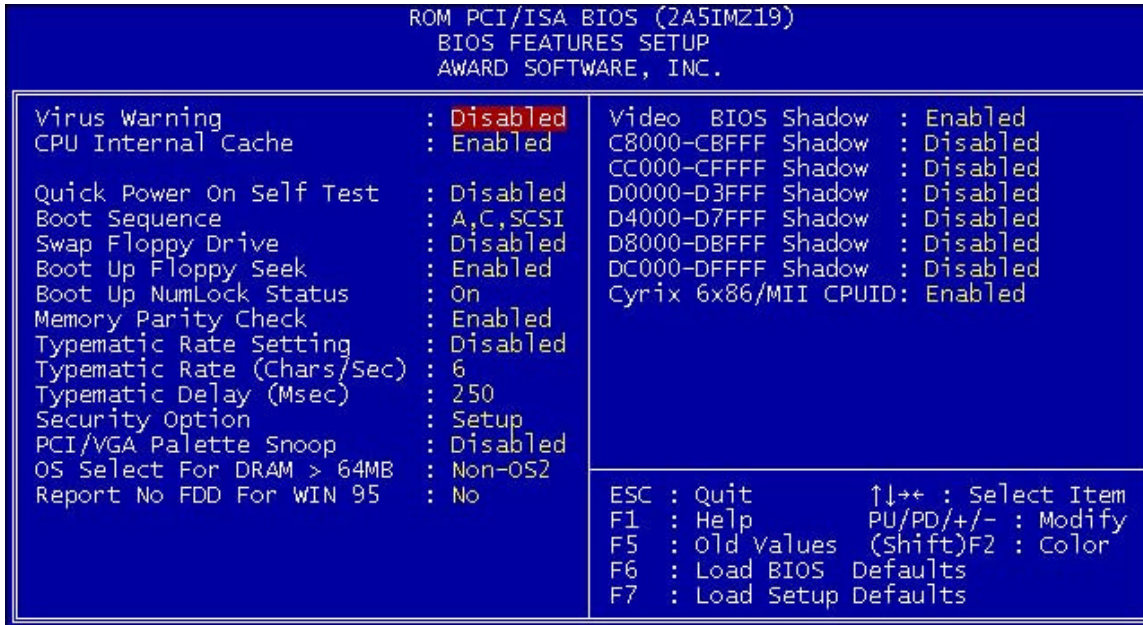 ROM PCI/ISA BIOS (2A5IMZ19)
BIOS FEATURES SETUP
AWARD SOFTWARE, INC.
Virus Warning : Disabled
CPU Internal Cache : Enabled
Quick Power On Self Test : Disabled
Boot Sequence : A,C,SCSI
Swap Floppy Drive : Disabled
Boot Up Floppy Seek : Enabled
Boot Up NumLock Status : On
Memory Parity Check : Enabled
Typematic Rate Setting : Disabled
Typematic Rate (Chars/Sec) : 6
Typematic Delay (Msec) : 250
Security Option : Setup
PCI/VGA Palette Snoop : Disabled
OS Select For DRAM > 64MB : Non-OS2
Report No FDD For WIN 95 : No
Video BIOS Shadow : Enabled
C8000-CBFFF Shadow : Disabled
CC000-CFFFF Shadow : Disabled
D0000-D3FFF Shadow : Disabled
D4000-D7FFF Shadow : Disabled
D8000-DBFFF Shadow : Disabled
DC000-DFFFF Shadow : Disabled
Cyrix 6x86/MII CPUID: Enabled
ESC : Quit ↑↓→← : Select Item
F1 : Help PU/PD/+/- : Modify
F5 : Old Values (Shift)F2 : Color
F6 : Load BIOS Defaults
F7 : Load Setup Defaults